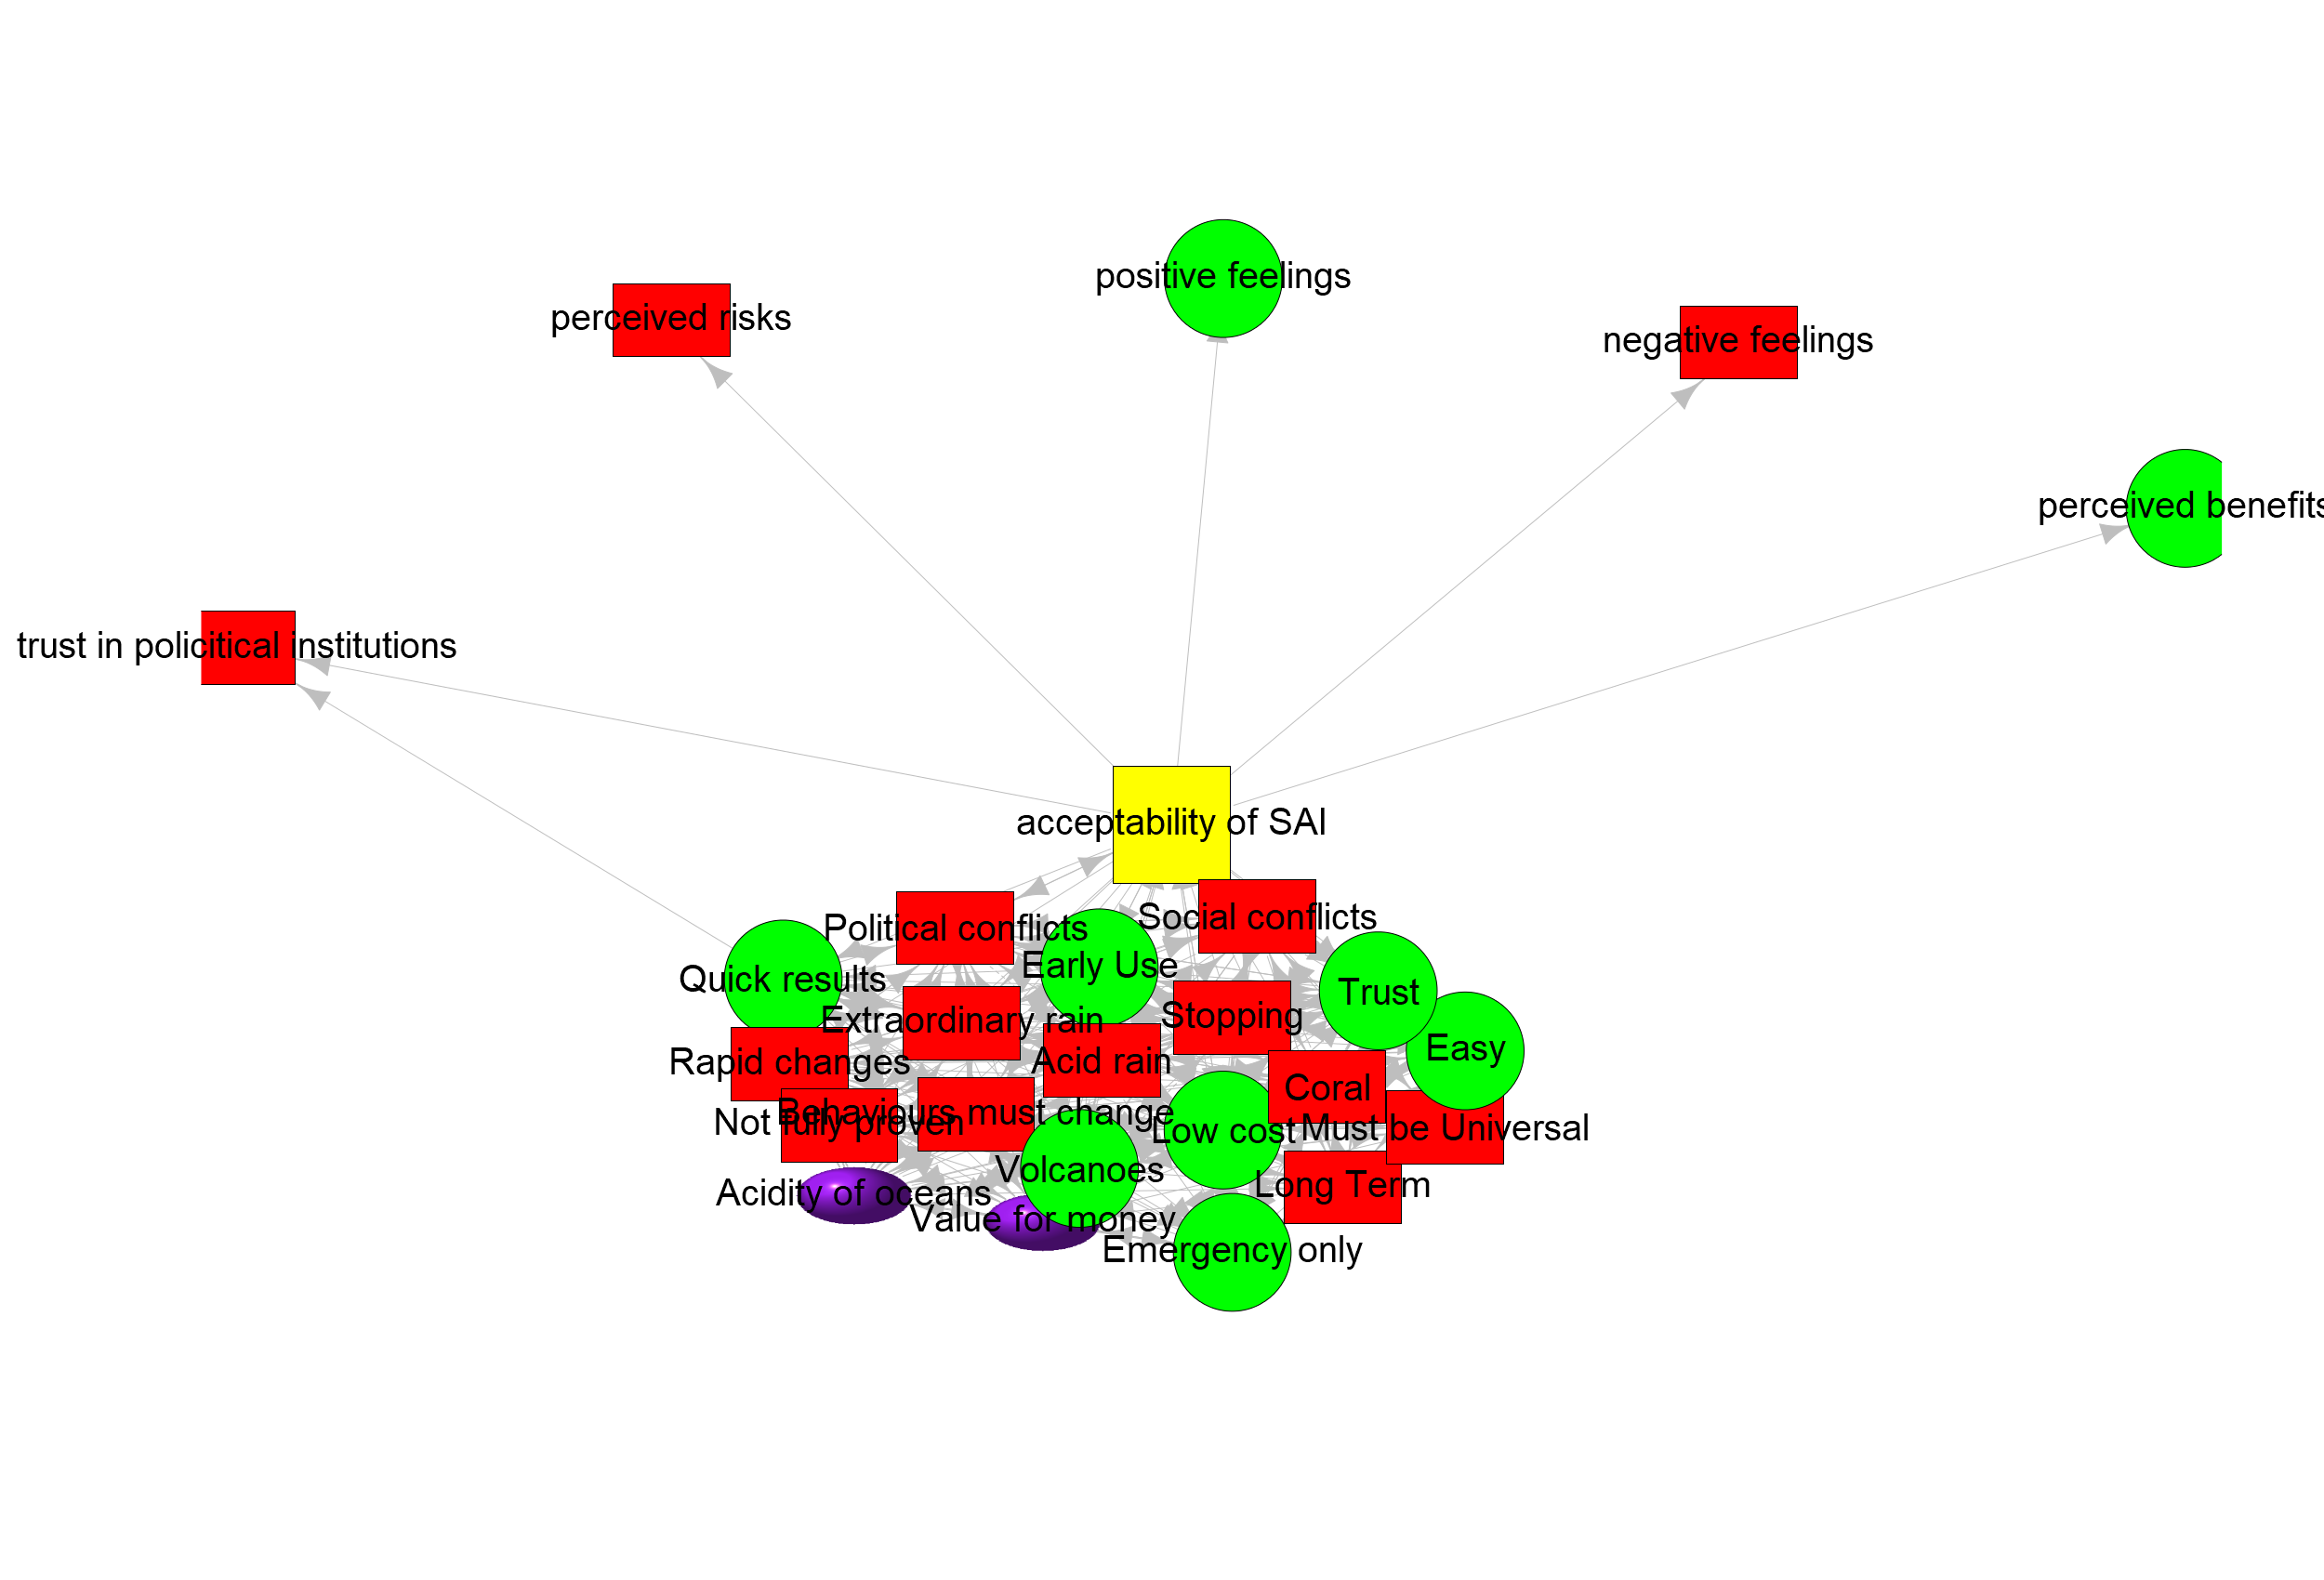 positive feelings
perceived risks
negative feelings
perceived benefits
trust in policitical institutions
acceptability of SAI
Political conflicts
Social conflicts
Quick results
Early Use
Trust
Extraordinary rain
Stopping
Rapid changes
Acid rain
Easy
Coral
Behaviours must change
Not fully proven
Low cost
Must be Universal
Volcanoes
Long Term
Acidity of oceans
Value for money
Emergency only